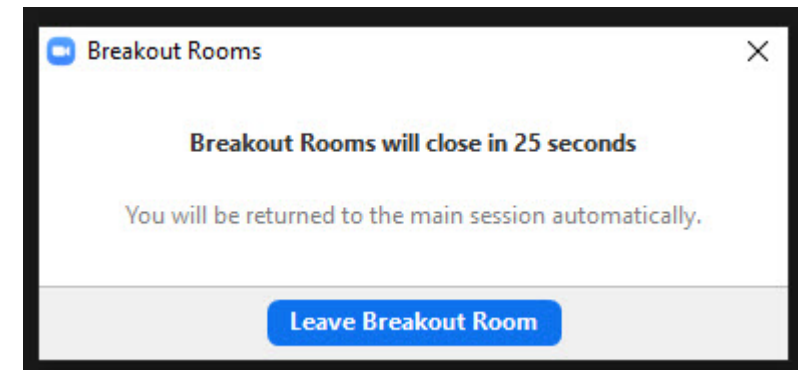 Breakout Rooms
Breakout Rooms will close in 25 seconds
You will be returned to the main session automatically.
Leave Breakout Room